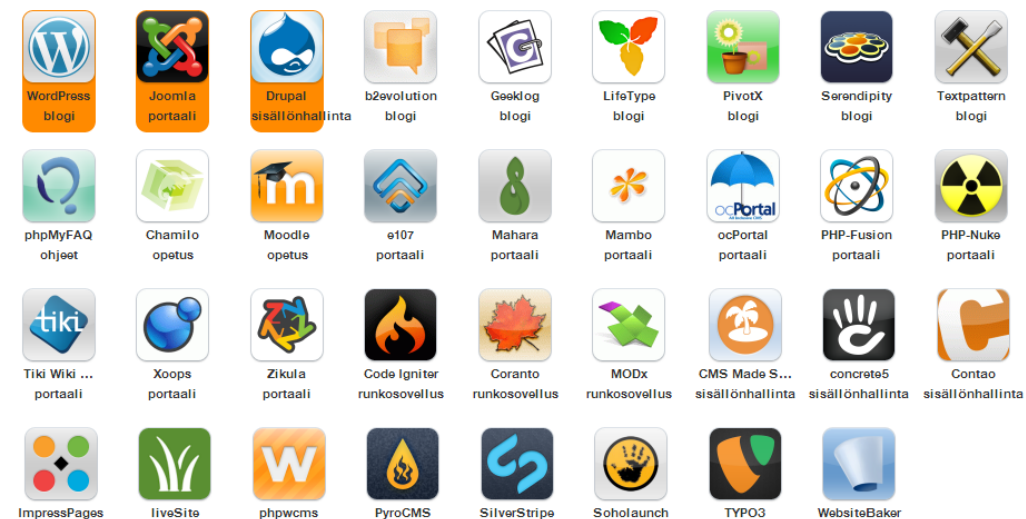 WordPress Joomla Drupal b2evolution Geeklog LifeType PivotX Serendipity Textpattern
blogi portaali sisällönhallinta blogi blogi blogi blogi blogi blogi
ocPortal
phpMyFAQ Chamilo Moodle e107 Mahara Mambo ocPortal PHP-Fusion PHP-Nuke
ohjeet opetus opetus portaali portaali portaali portaali portaali portaali
tiki
Tiki Wiki ... Xoops Zikula Code Igniter Coranto MODx CMS Made S... concrete5 Contao
portaali portaali portaali runkosovellus runkosovellus runkosovellus sisällönhallinta sisällönhallinta sisällönhallinta
ImpressPages liveSite phpwcms PyroCMS SilverStripe Soholaunch TYPO3 WebsiteBaker